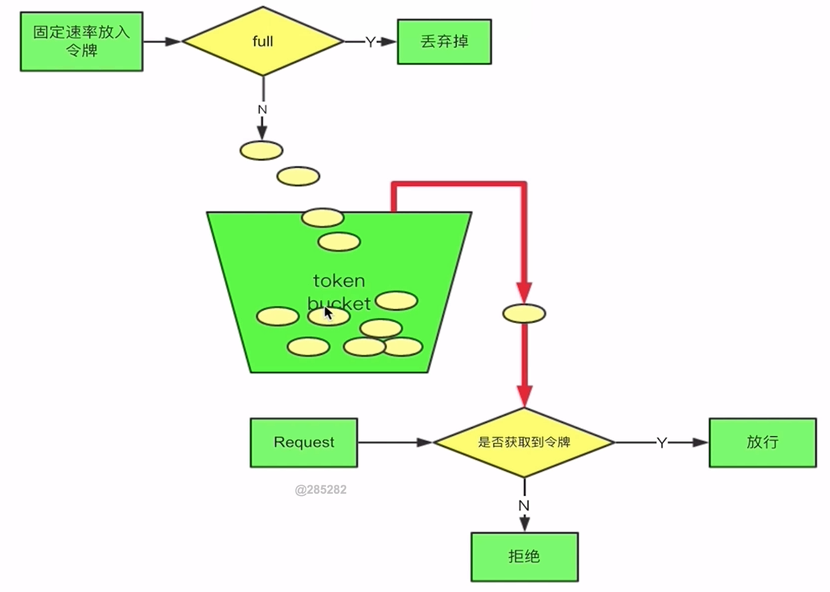 固定速率放入
令牌
full
Y
丢弃掉
N
token
bucket
Request
是否获取到令牌
Y
放行
@285282
N
拒绝